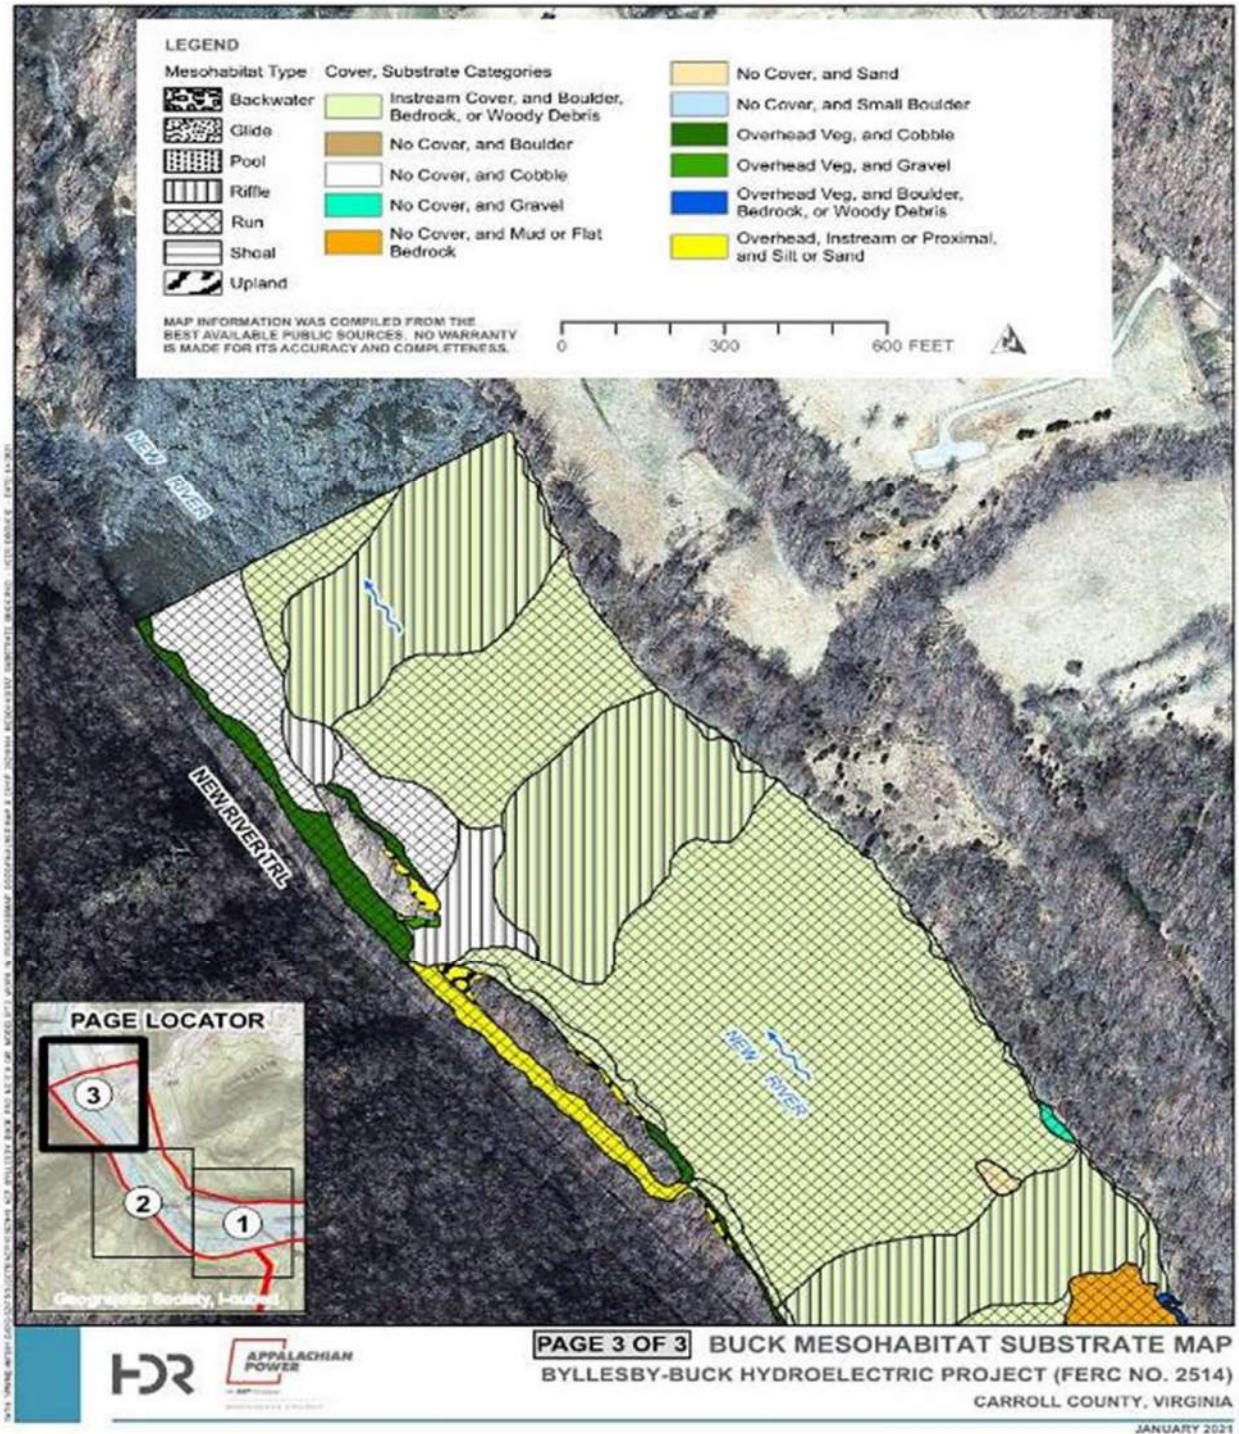 LEGEND
Mesohabitat Type
Backwater
Glide
Pool
Riffle
Run
Shoal
Upland
Cover, Substrate Categories
Instream Cover, and Boulder,
Bedrock, or Woody Debris
No Cover, and Boulder
No Cover, and Cobble
No Cover, and Gravel
No Cover, and Mud or Flat
Bedrock
No Cover, and Sand
No Cover, and Small Boulder
Overhead Veg, and Cobble
Overhead Veg, and Gravel
Overhead Veg, and Boulder,
Bedrock, or Woody Debris
Overhead, Instream or Proximal,
and Silt or Sand
MAP INFORMATION WAS COMPILED FROM THE
BEST AVAILABLE PUBLIC SOURCES. NO WARRANTY
IS MADE FOR ITS ACCURACY AND COMPLETENESS.
0 300 600 FEET
N
NEW
RIVER
NEW RIVER TRL
NEW
RIVER
PAGE LOCATOR
3
2
1
Geographic Society, i-cubed
HDR
APPALACHIAN
POWER
PAGE 3 OF 3 BUCK MESOHABITAT SUBSTRATE MAP
BYLLESBY-BUCK HYDROELECTRIC PROJECT (FERC NO. 2514)
CARROLL COUNTY, VIRGINIA
JANUARY 2021